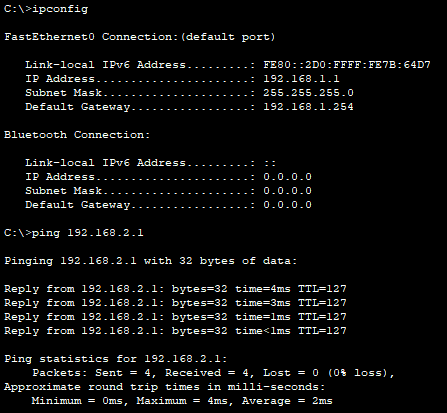 C:\>ipconfig
FastEthernet0 Connection:(default port)
Link-local IPv6 Address.........: FE80::2D0:FFFF:FE7B:64D7
IP Address......................: 192.168.1.1
Subnet Mask.....................: 255.255.255.0
Default Gateway.................: 192.168.1.254
Bluetooth Connection:
Link-local IPv6 Address.........: ::
IP Address......................: 0.0.0.0
Subnet Mask.....................: 0.0.0.0
Default Gateway.................: 0.0.0.0
C:\>ping 192.168.2.1
Pinging 192.168.2.1 with 32 bytes of data:
Reply from 192.168.2.1: bytes=32 time=4ms TTL=127
Reply from 192.168.2.1: bytes=32 time=3ms TTL=127
Reply from 192.168.2.1: bytes=32 time=1ms TTL=127
Reply from 192.168.2.1: bytes=32 time<1ms TTL=127
Ping statistics for 192.168.2.1:
Packets: Sent = 4, Received = 4, Lost = 0 (0% loss),
Approximate round trip times in milli-seconds:
Minimum = 0ms, Maximum = 4ms, Average = 2ms